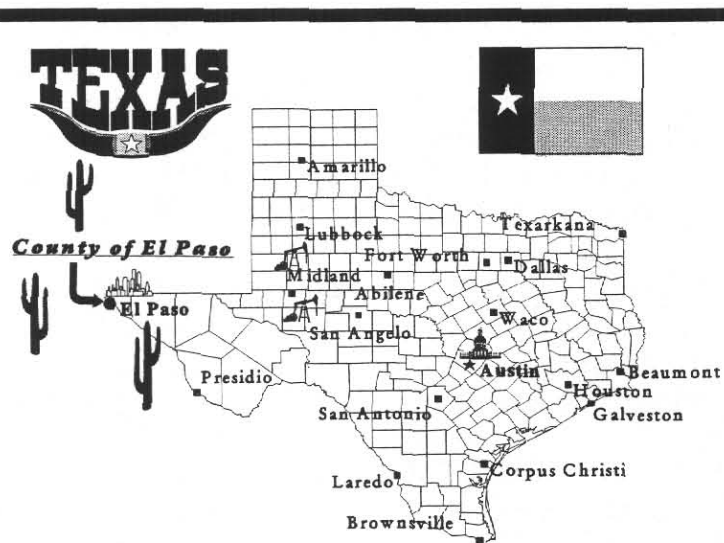 TEXAS
Amarillo
Texarkana
Lubbock
County of El Paso
Fort Worth
Dallas
Midland
Abilene
El Paso
Waco
San Angelo
Austin
Presidio
Beaumont
Houston
San Antonio
Galveston
Corpus Christi
Laredo
Brownsville